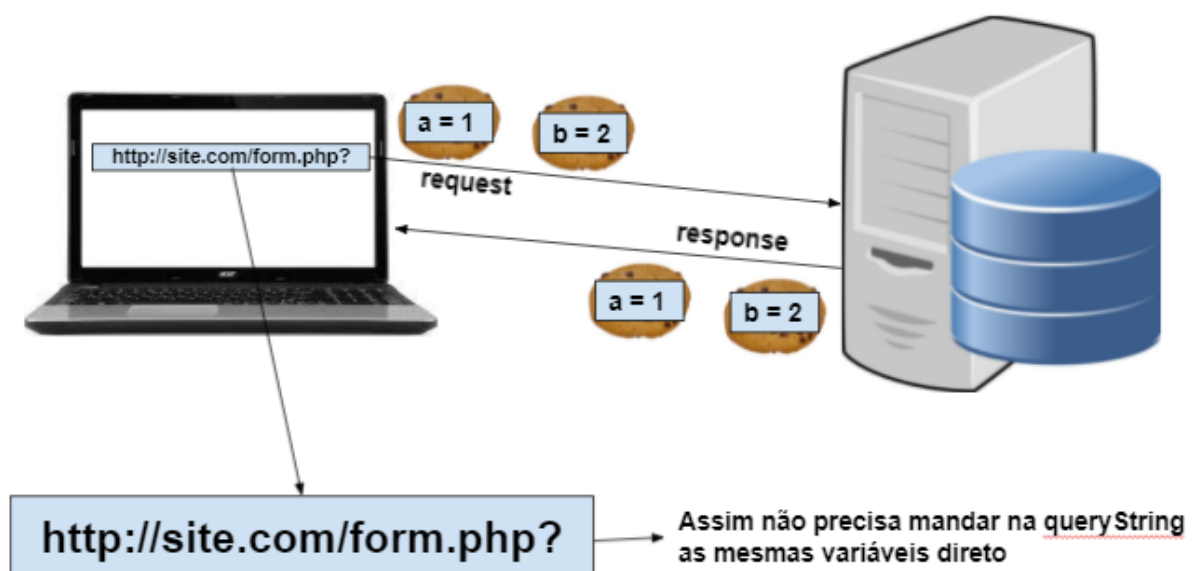 a = 1
b = 2
http://site.com/form.php?
request
response
a = 1
b = 2
acer
http://site.com/form.php?
Assim não precisa mandar na queryString
as mesmas variáveis direto